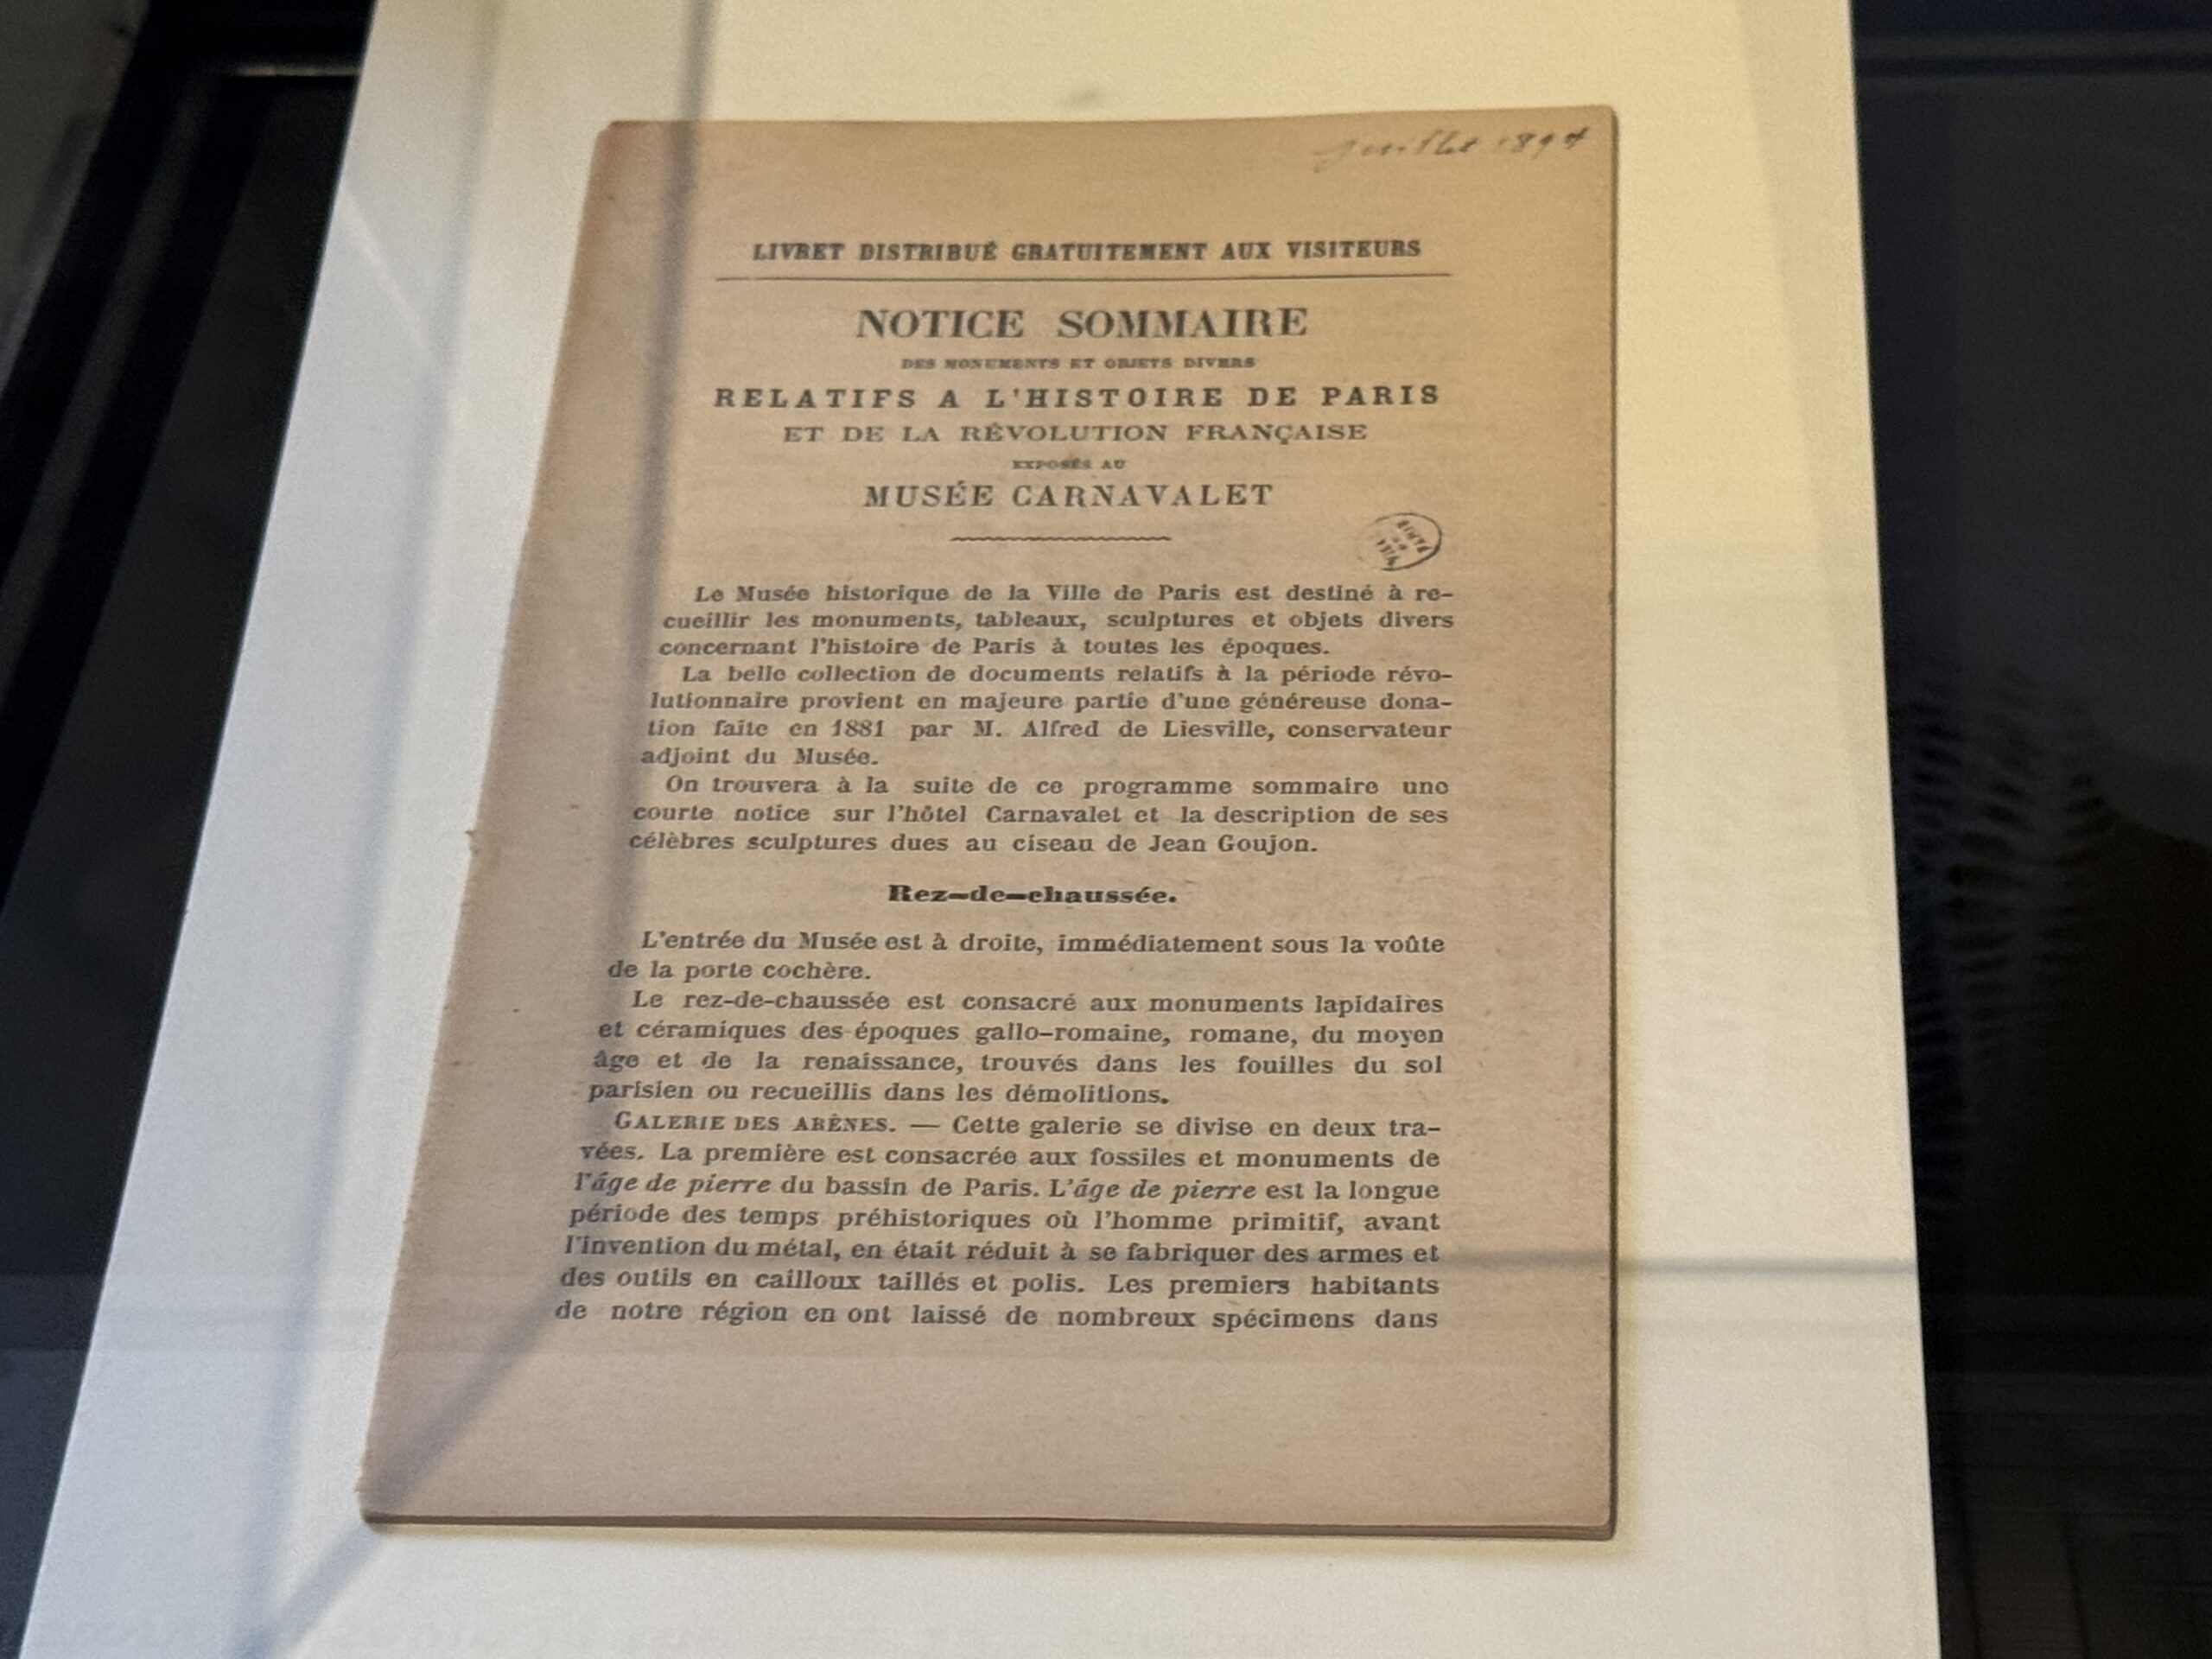 juillet 1894
LIVRET DISTRIBUÉ GRATUITEMENT AUX VISITEURS
NOTICE SOMMAIRE
DES MONUMENTS ET OBJETS DIVERS
RELATIFS A L'HISTOIRE DE PARIS
ET DE LA RÉVOLUTION FRANÇAISE
EXPOSÉS AU
MUSÉE CARNAVALET
VILLE DE PARIS
Le Musée historique de la Ville de Paris est destiné à re-
cueillir les monuments, tableaux, sculptures et objets divers
concernant l'histoire de Paris à toutes les époques.
La belle collection de documents relatifs à la période révo-
lutionnaire provient en majeure partie d'une généreuse dona-
tion faite en 1881 par M. Alfred de Liesville, conservateur
adjoint du Musée.
On trouvera à la suite de ce programme sommaire une
courte notice sur l'hôtel Carnavalet et la description de ses
célèbres sculptures dues au ciseau de Jean Goujon.
Rez-de-chaussée.
L'entrée du Musée est à droite, immédiatement sous la voûte
de la porte cochère.
Le rez-de-chaussée est consacré aux monuments lapidaires
et céramiques des époques gallo-romaine, romane, du moyen
âge et de la renaissance, trouvés dans les fouilles du sol
parisien ou recueillis dans les démolitions.
GALERIE DES ARÈNES. — Cette galerie se divise en deux tra-
vées. La première est consacrée aux fossiles et monuments de
l'âge de pierre du bassin de Paris. L'âge de pierre est la longue
période des temps préhistoriques où l'homme primitif, avant
l'invention du métal, en était réduit à se fabriquer des armes et
des outils en cailloux taillés et polis. Les premiers habitants
de notre région en ont laissé de nombreux spécimens dans